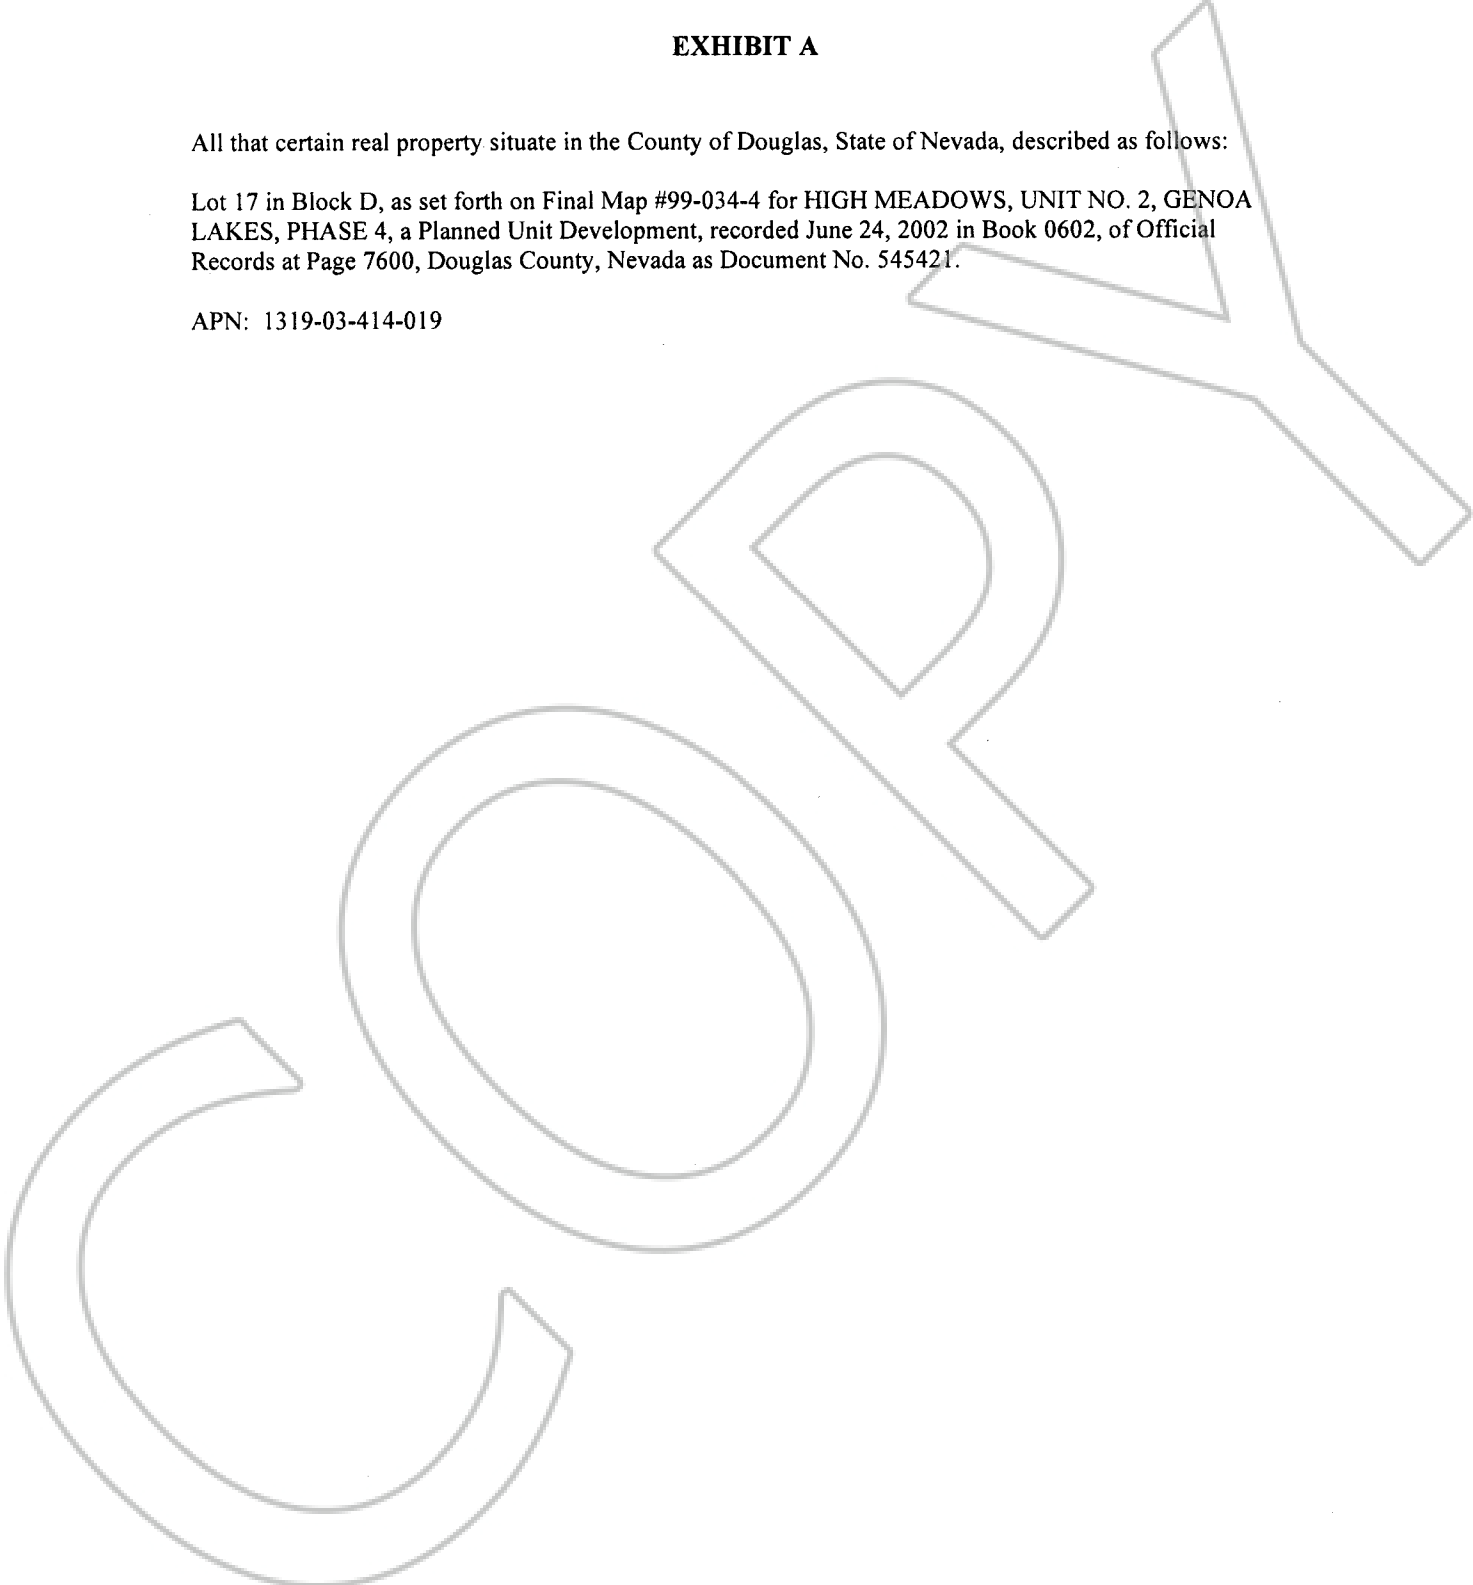 EXHIBIT A
All that certain real property situate in the County of Douglas, State of Nevada, described as follows:
Lot 17 in Block D, as set forth on Final Map #99-034-4 for HIGH MEADOWS, UNIT NO. 2, GENOA
LAKES, PHASE 4, a Planned Unit Development, recorded June 24, 2002 in Book 0602, of Official
Records at Page 7600, Douglas County, Nevada as Document No. 545421.
APN: 1319-03-414-019
COPY